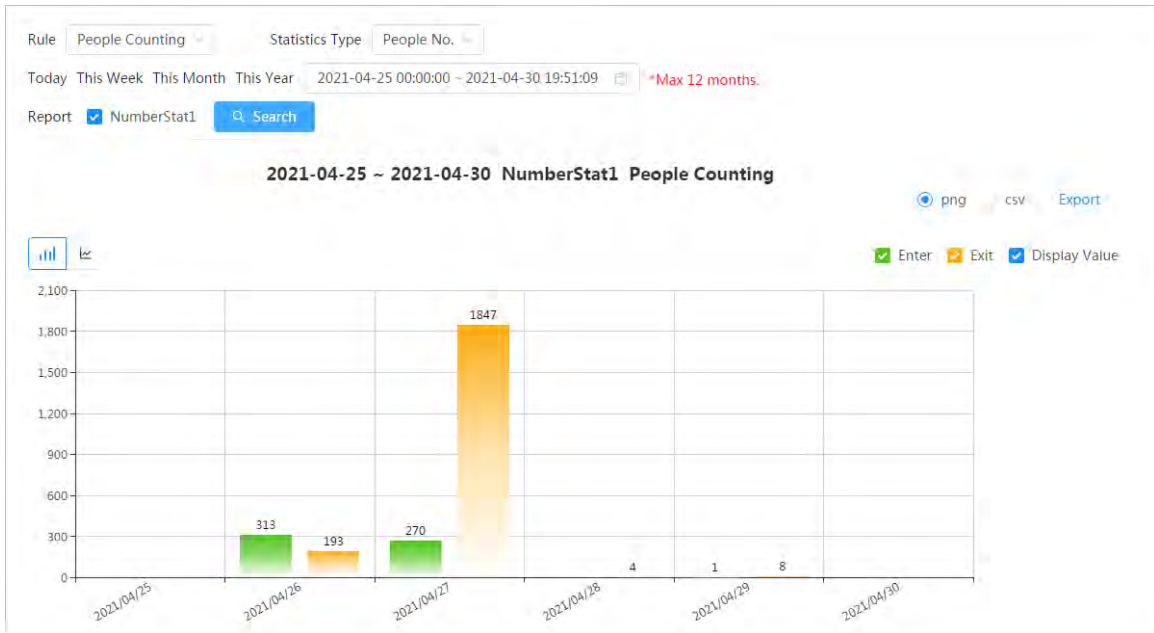 Rule People Counting Statistics Type People No.
Today This Week This Month This Year 2021-04-25 00:00:00 ~ 2021-04-30 19:51:09 *Max 12 months.
Report NumberStat1 Search
2021-04-25 ~ 2021-04-30 NumberStat1 People Counting
png csv Export
Enter Exit Display Value
2,100
1847
1,800
1,500
1,200
900
600
313 193 270
300
4 1 8
0
2021/04/25 2021/04/26 2021/04/27 2021/04/28 2021/04/29 2021/04/30